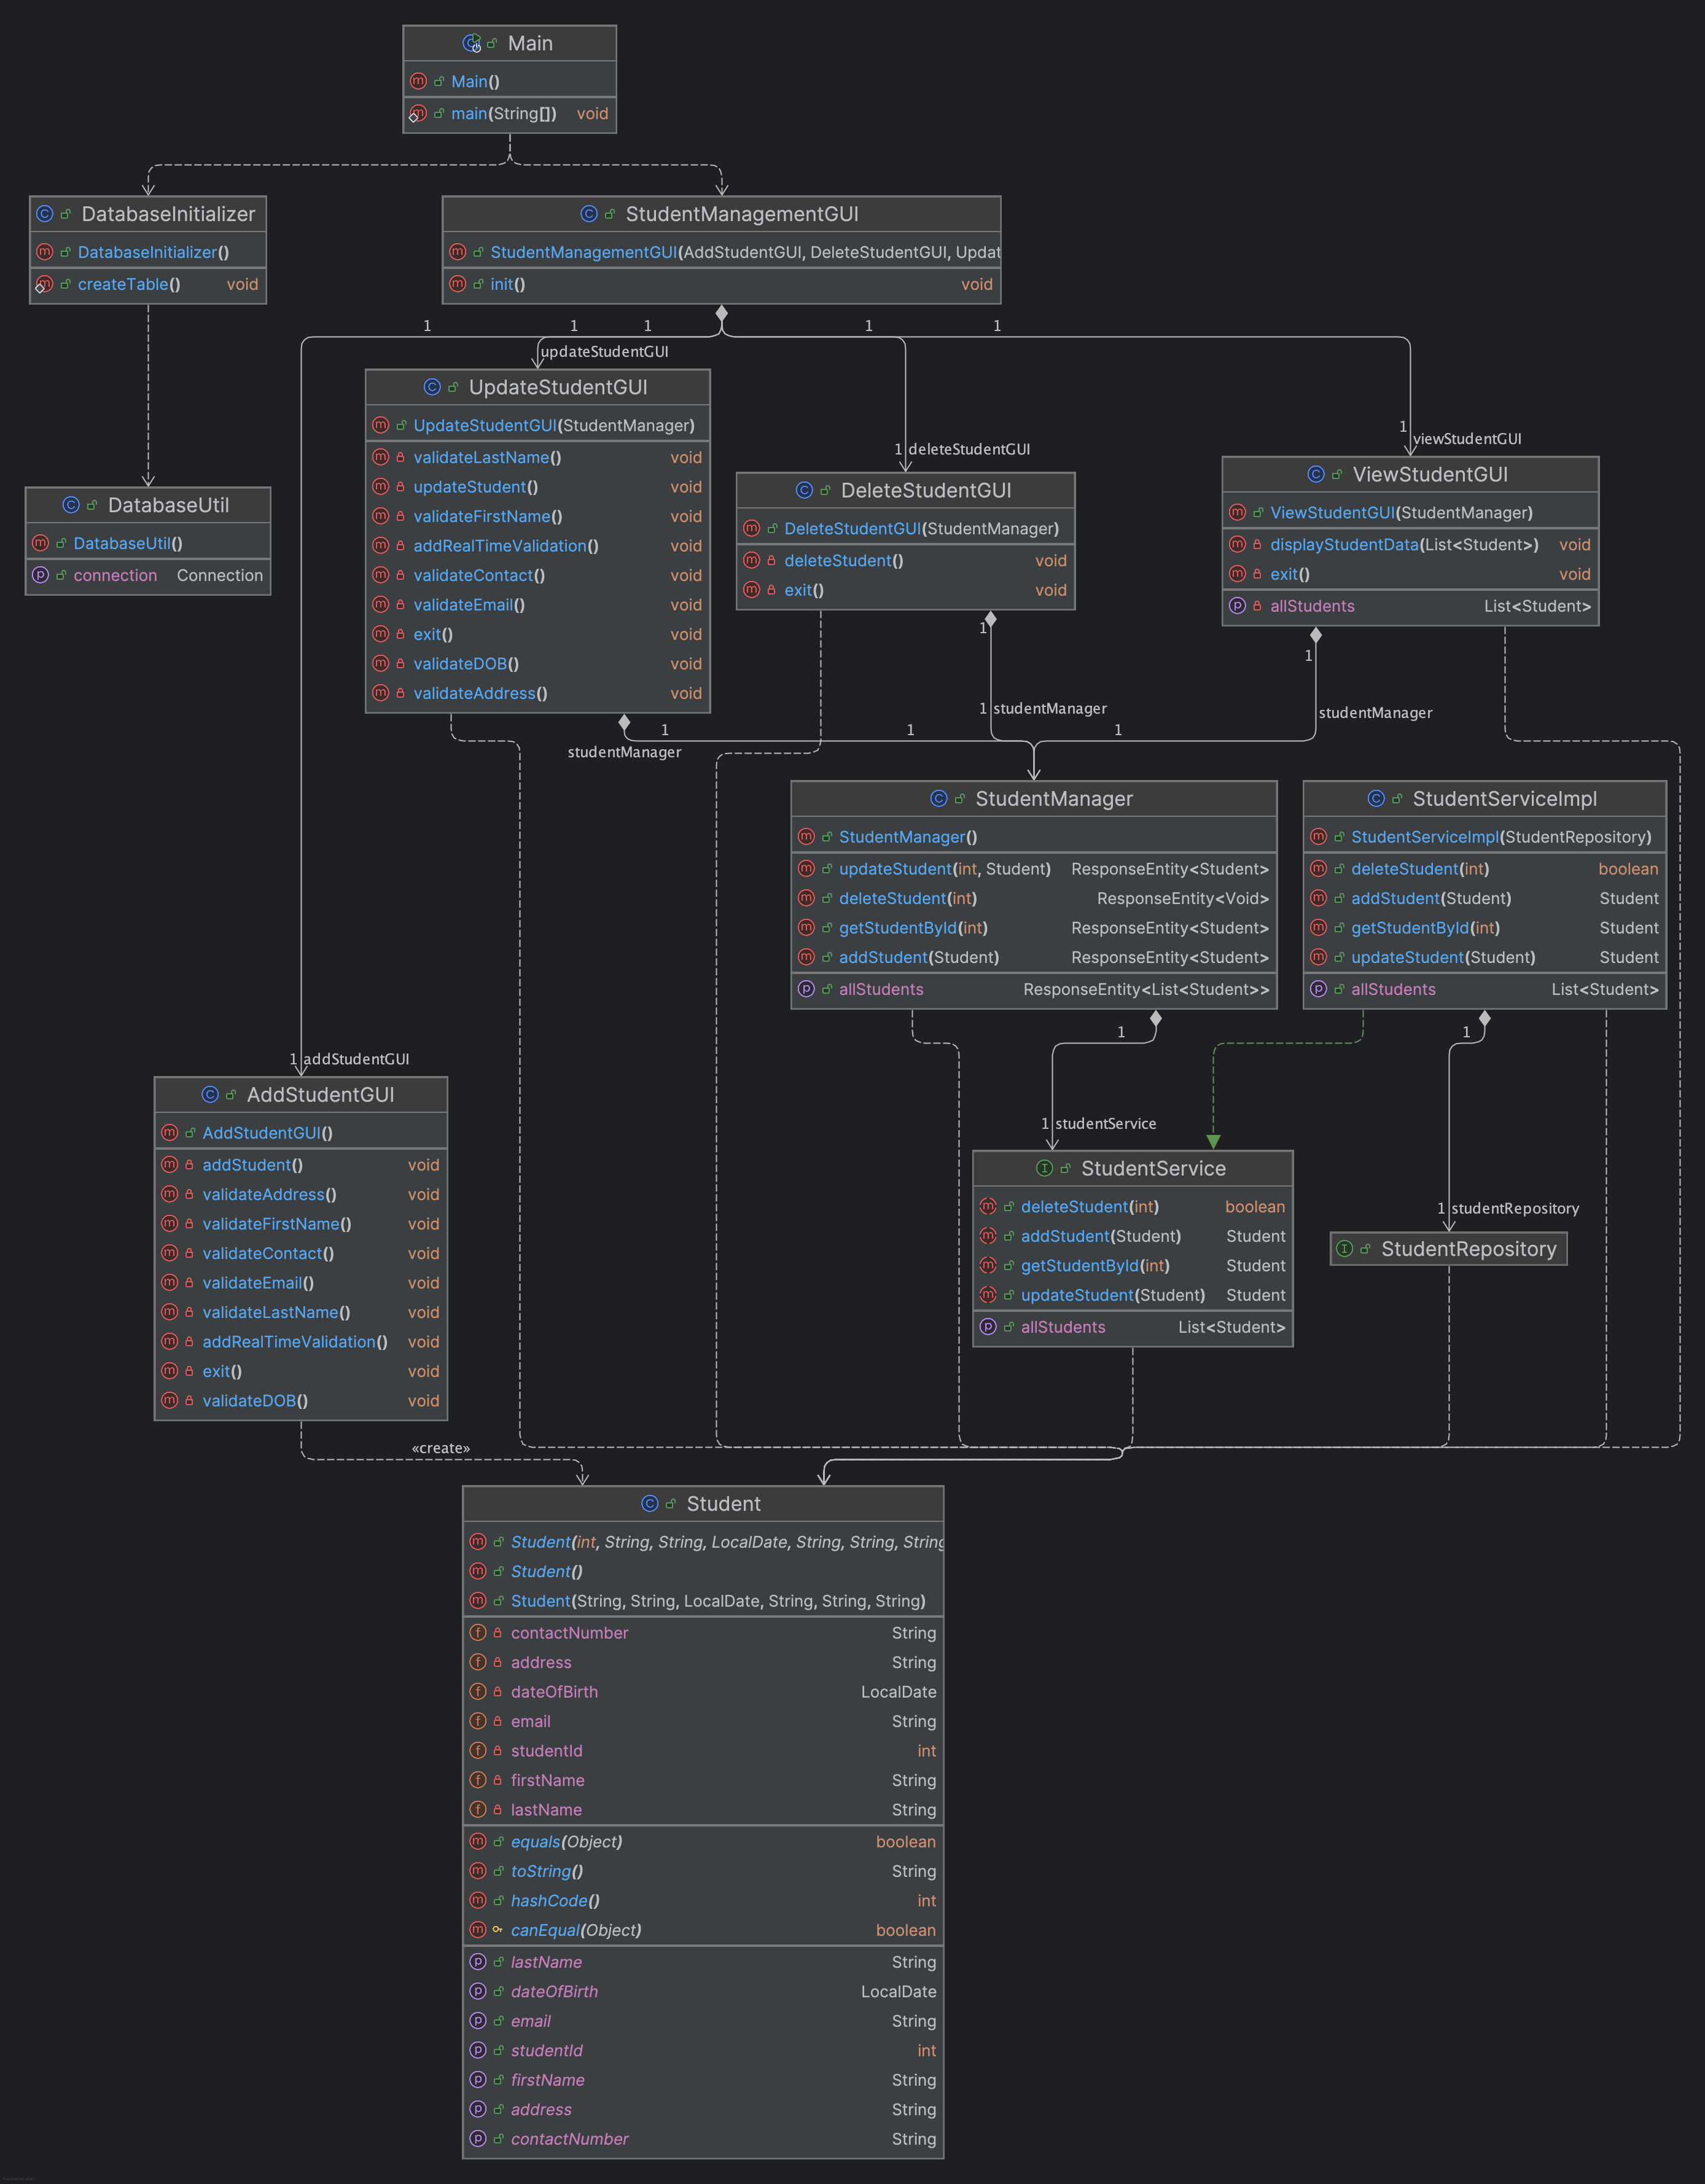 Main
Main()
main(String[]) void
DatabaseInitializer
DatabaseInitializer()
createTable() void
StudentManagementGUI
StudentManagementGUI(AddStudentGUI, DeleteStudentGUI, Updat
init() void
1 1 1 1 1
updateStudentGUI
UpdateStudentGUI
UpdateStudentGUI(StudentManager)
validateLastName() void
updateStudent() void
validateFirstName() void
addRealTimeValidation() void
validateContact() void
validateEmail() void
exit() void
validateDOB() void
validateAddress() void
1 deleteStudentGUI
DeleteStudentGUI
DeleteStudentGUI(StudentManager)
deleteStudent() void
exit() void
1
viewStudentGUI
ViewStudentGUI
ViewStudentGUI(StudentManager)
displayStudentData(List<Student>) void
exit() void
allStudents List<Student>
DatabaseUtil
DatabaseUtil()
connection Connection
1
1
1 studentManager
studentManager
1 1 1
studentManager
StudentManager
StudentManager()
updateStudent(int, Student) ResponseEntity<Student>
deleteStudent(int) ResponseEntity<Void>
getStudentById(int) ResponseEntity<Student>
addStudent(Student) ResponseEntity<Student>
allStudents ResponseEntity<List<Student>>
StudentServiceImpl
StudentServiceImpl(StudentRepository)
deleteStudent(int) boolean
addStudent(Student) Student
getStudentById(int) Student
updateStudent(Student) Student
allStudents List<Student>
1 1
1 addStudentGUI
AddStudentGUI
AddStudentGUI()
addStudent() void
validateAddress() void
validateFirstName() void
validateContact() void
validateEmail() void
validateLastName() void
addRealTimeValidation() void
exit() void
validateDOB() void
1 studentService
StudentService
deleteStudent(int) boolean
addStudent(Student) Student
getStudentById(int) Student
updateStudent(Student) Student
allStudents List<Student>
1 studentRepository
StudentRepository
«create»
Student
Student(int, String, String, LocalDate, String, String, String
Student()
Student(String, String, LocalDate, String, String, String)
contactNumber String
address String
dateOfBirth LocalDate
email String
studentId int
firstName String
lastName String
equals(Object) boolean
toString() String
hashCode() int
canEqual(Object) boolean
lastName String
dateOfBirth LocalDate
email String
studentId int
firstName String
address String
contactNumber String